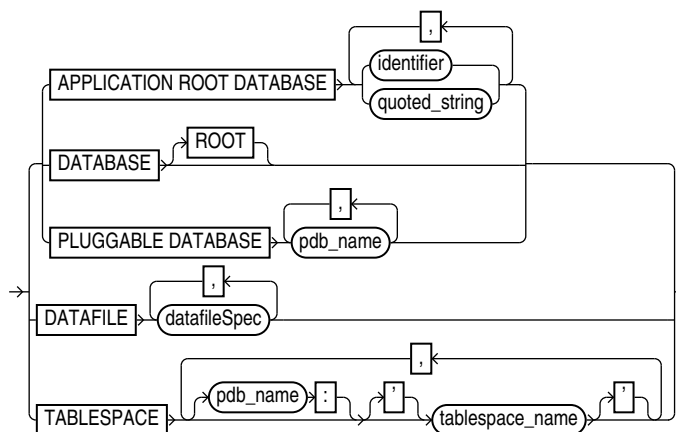 ,
identifier
APPLICATION ROOT DATABASE
quoted_string
ROOT
DATABASE
,
PLUGGABLE DATABASE pdb_name
,
DATAFILE datafileSpec
,
pdb_name : ' '
TABLESPACE tablespace_name